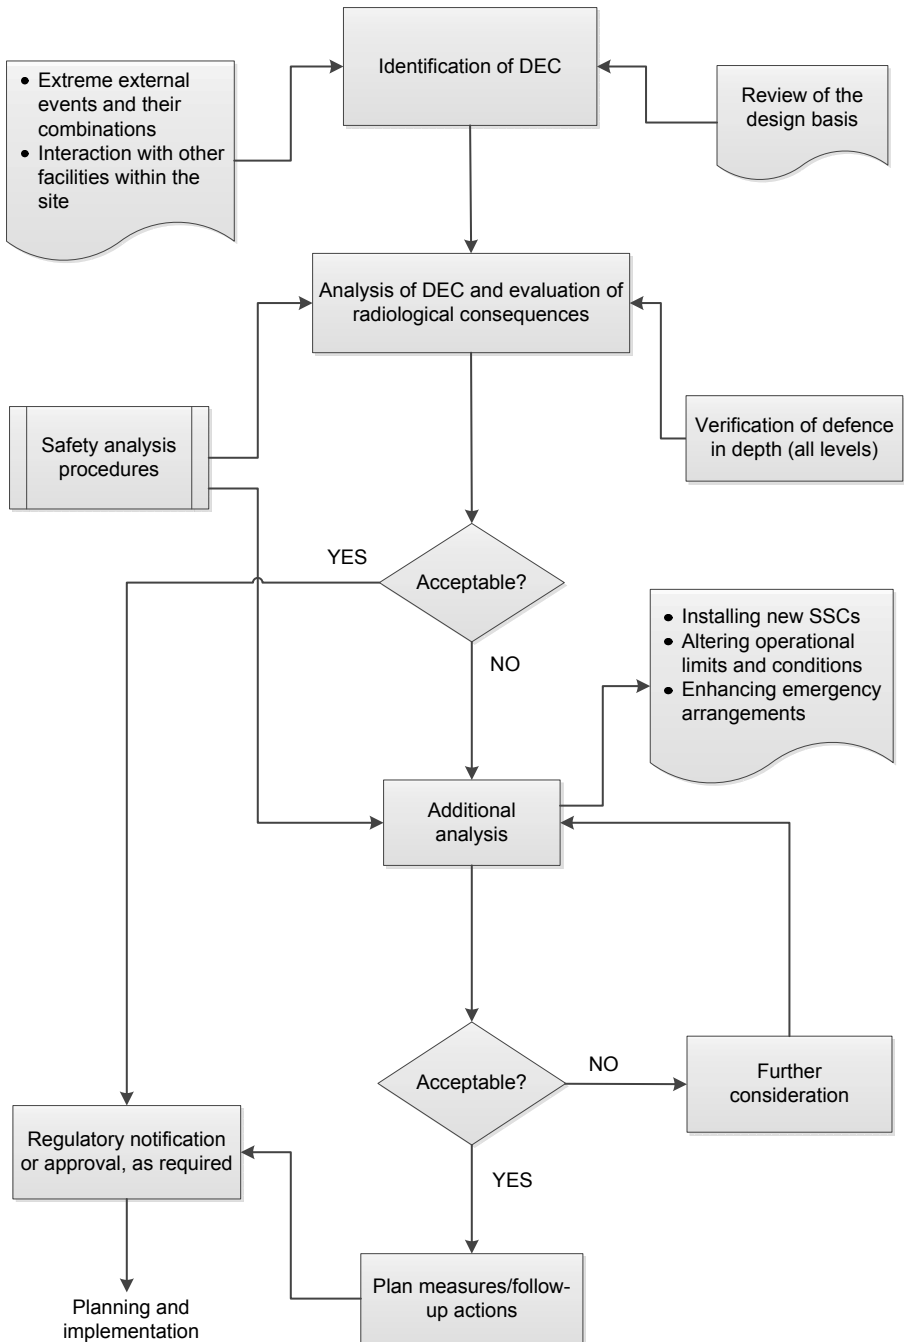 Identification of DEC
• Extreme external
events and their
combinations
• Interaction with other
facilities within the
site
Review of the
design basis
Analysis of DEC and evaluation of
radiological consequences
Safety analysis
procedures
Verification of defence
in depth (all levels)
YES
Acceptable?
NO
• Installing new SSCs
• Altering operational
limits and conditions
• Enhancing emergency
arrangements
Additional
analysis
Acceptable?
NO
Further
consideration
Regulatory notification
or approval, as required
YES
Plan measures/follow-
up actions
Planning and
implementation